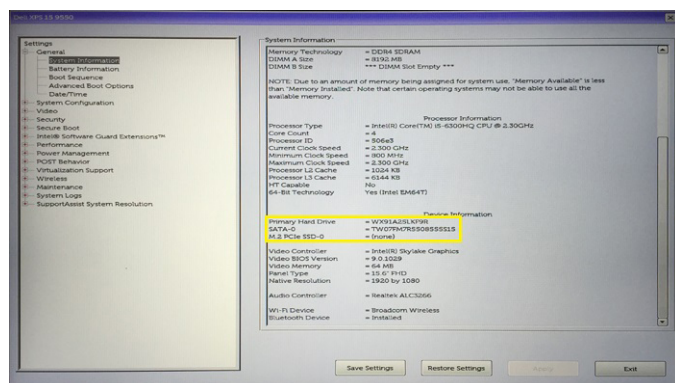 Dell XPS 15 9550
Settings
General
System Information
Battery Information
Boot Sequence
Advanced Boot Options
Date/Time
System Configuration
Video
Security
Secure Boot
Intel® Software Guard Extensions™
Performance
Power Management
POST Behavior
Virtualization Support
Wireless
Maintenance
System Logs
SupportAssist System Resolution
System Information
Memory Technology = DDR4 SDRAM
DIMM A Size = 8192 MB
DIMM B Size *** DIMM Slot Empty ***
NOTE: Due to an amount of memory being assigned for system use, "Memory Available" is less
than "Memory Installed". Note that certain operating systems may not be able to use all the
available memory.
Processor Information
Processor Type = Intel(R) Core(TM) i5-6300HQ CPU @ 2.30GHz
Core Count = 4
Processor ID = 506e3
Current Clock Speed = 2.300 GHz
Minimum Clock Speed = 800 MHz
Maximum Clock Speed = 2.300 GHz
Processor L2 Cache = 1024 KB
Processor L3 Cache = 6144 KB
HT Capable No
64-Bit Technology Yes (Intel EM64T)
Device Information
Primary Hard Drive = WX91A25LKP9R
SATA-0
M.2 PCIe SSD-0 = (none)
Video Controller = Intel(R) Skylake Graphics
Video BIOS Version = 9.0.1029
Video Memory = 64 MB
Panel Type = 15.6" FHD
Native Resolution = 1920 by 1080
Audio Controller = Realtek ALC3266
Wi-Fi Device = Broadcom Wireless
Bluetooth Device = Installed
Save Settings
Restore Settings
Apply
Exit